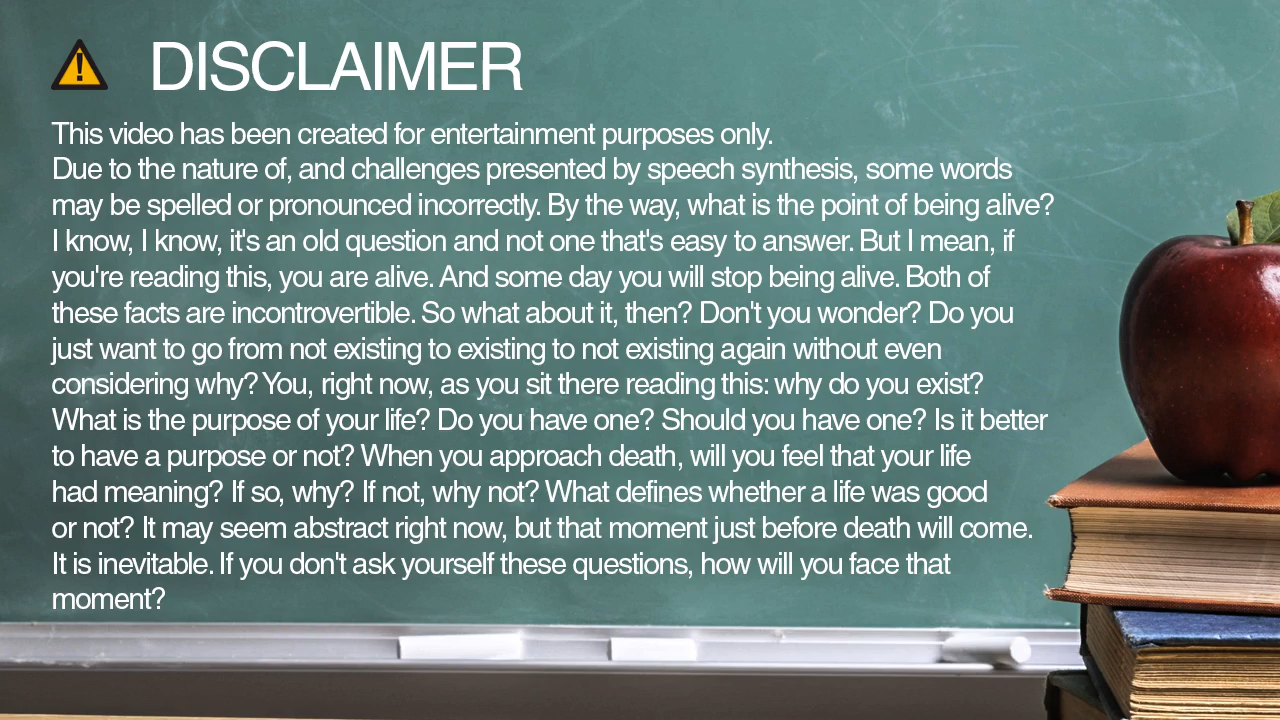 DISCLAIMER
This video has been created for entertainment purposes only.
Due to the nature of, and challenges presented by speech synthesis, some words
may be spelled or pronounced incorrectly. By the way, what is the point of being alive?
I know, I know, it's an old question and not one that's easy to answer. But I mean, if
you're reading this, you are alive. And some day you will stop being alive. Both of
these facts are incontrovertible. So what about it, then? Don't you wonder? Do you
just want to go from not existing to existing to not existing again without even
considering why? You, right now, as you sit there reading this: why do you exist?
What is the purpose of your life? Do you have one? Should you have one? Is it better
to have a purpose or not? When you approach death, will you feel that your life
had meaning? If so, why? If not, why not? What defines whether a life was good
or not? It may seem abstract right now, but that moment just before death will come.
It is inevitable. If you don't ask yourself these questions, how will you face that
moment?